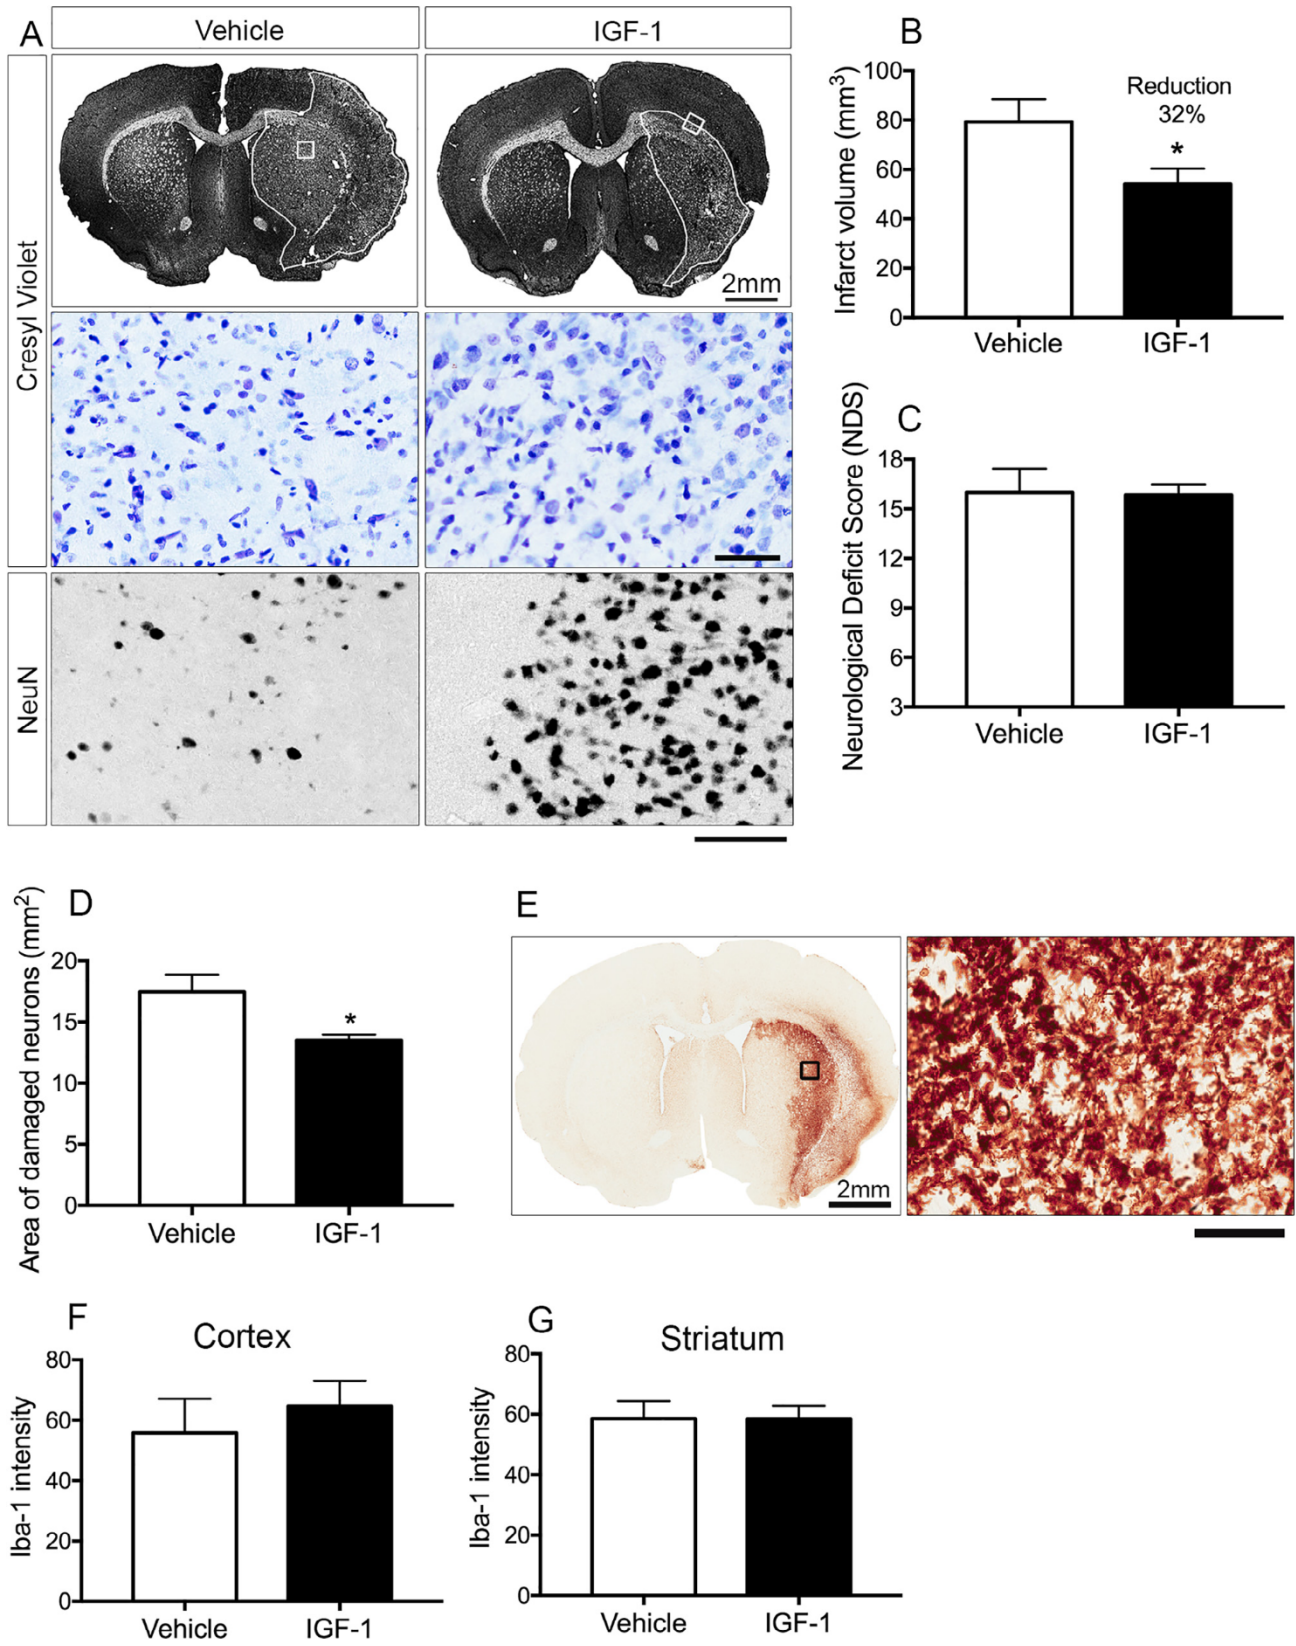 A
Vehicle
IGF-1
Cresyl Violet
2mm
NeuN
B
Infarct volume (mm3)
100
80
60
40
20
0
Reduction
32%
*
Vehicle
IGF-1
C
Neurological Deficit Score (NDS)
18
15
12
9
6
3
Vehicle
IGF-1
D
Area of damaged neurons (mm2)
20
15
10
5
0
*
Vehicle
IGF-1
E
2mm
F
Cortex
Iba-1 intensity
80
60
40
20
0
Vehicle
IGF-1
G
Striatum
Iba-1 intensity
80
60
40
20
0
Vehicle
IGF-1